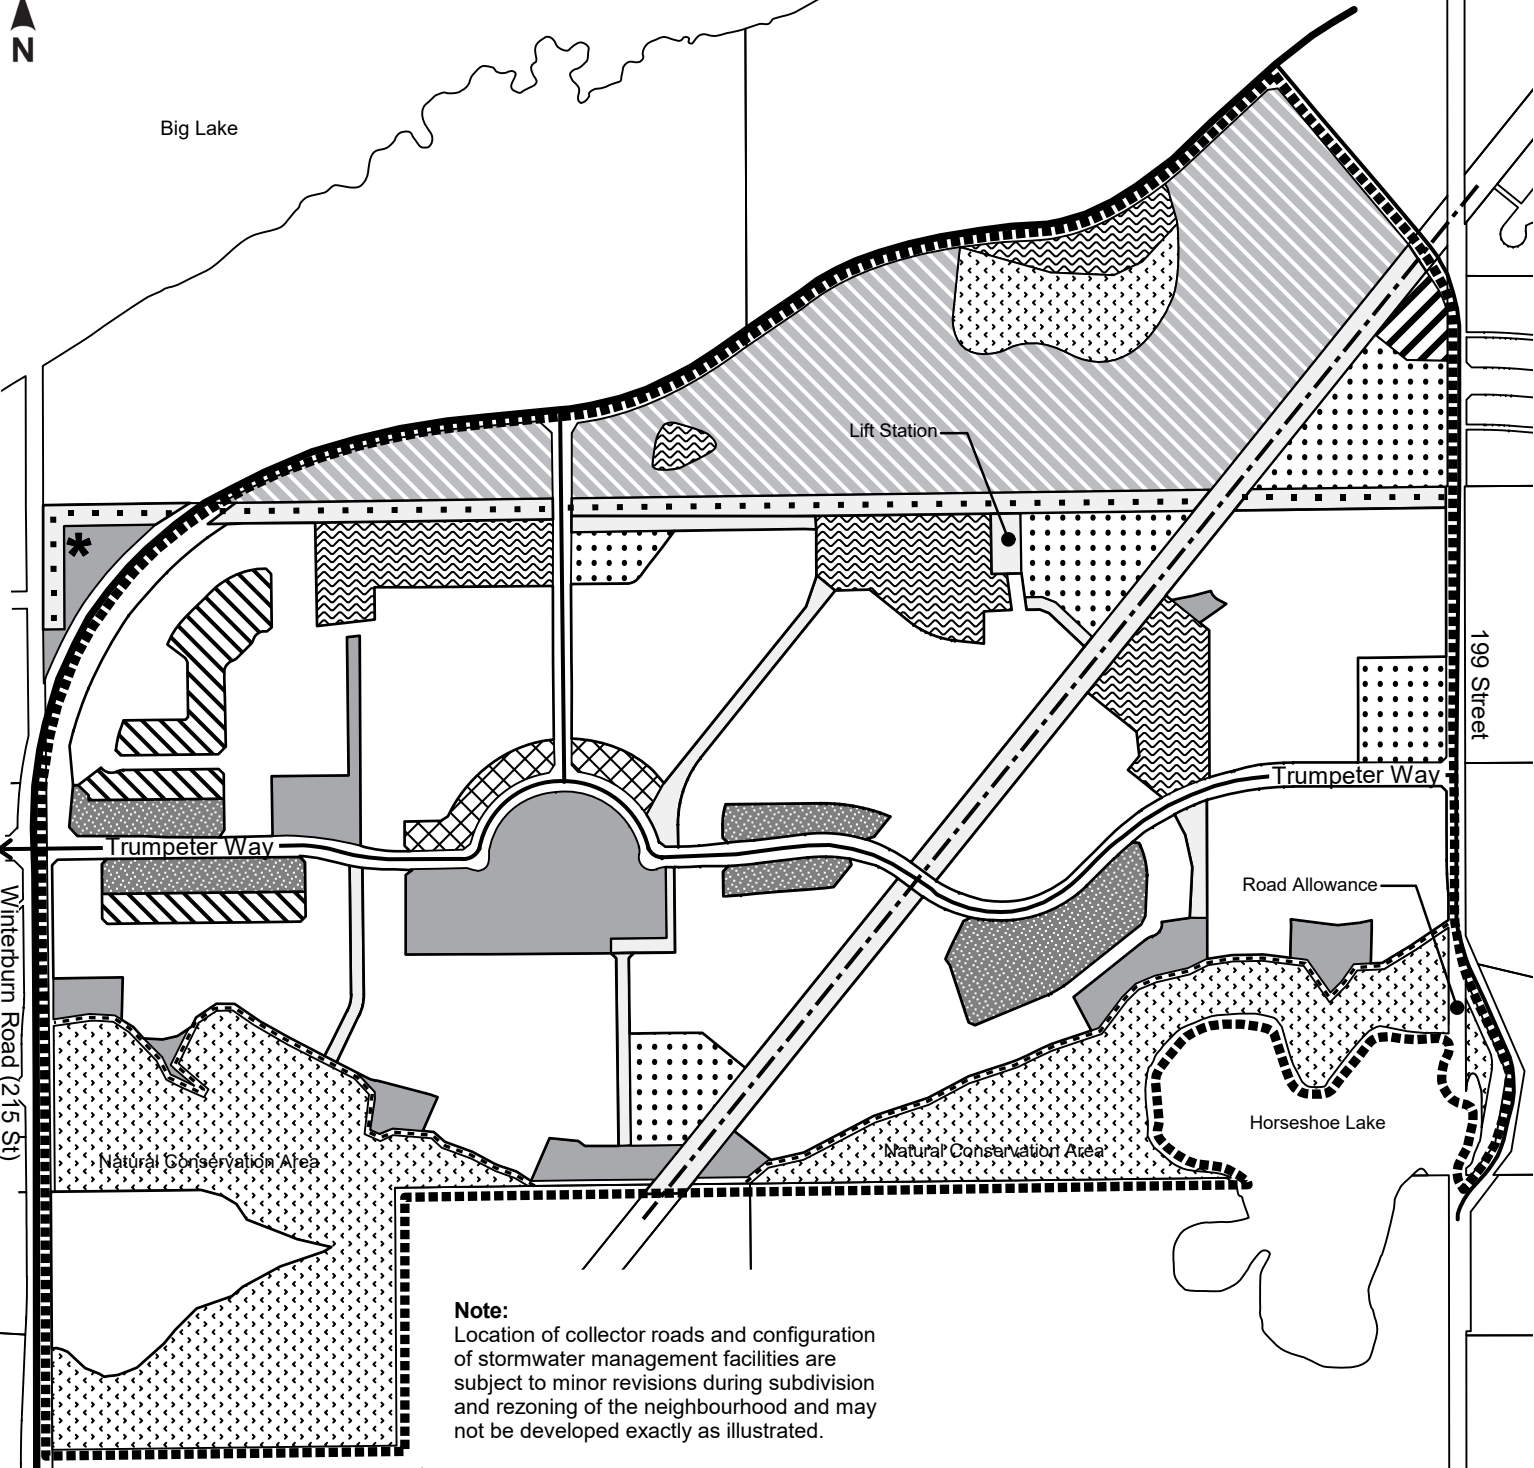 N
Big Lake
Lift Station
199 Street
Trumpeter Way
Trumpeter Way
Road Allowance
Winterburn Road (215 St)
Horseshoe Lake
Natural Conservation Area
Natural Conservation Area
Note:
Location of collector roads and configuration
of stormwater management facilities are
subject to minor revisions during subdivision
and rezoning of the neighbourhood and may
not be developed exactly as illustrated.